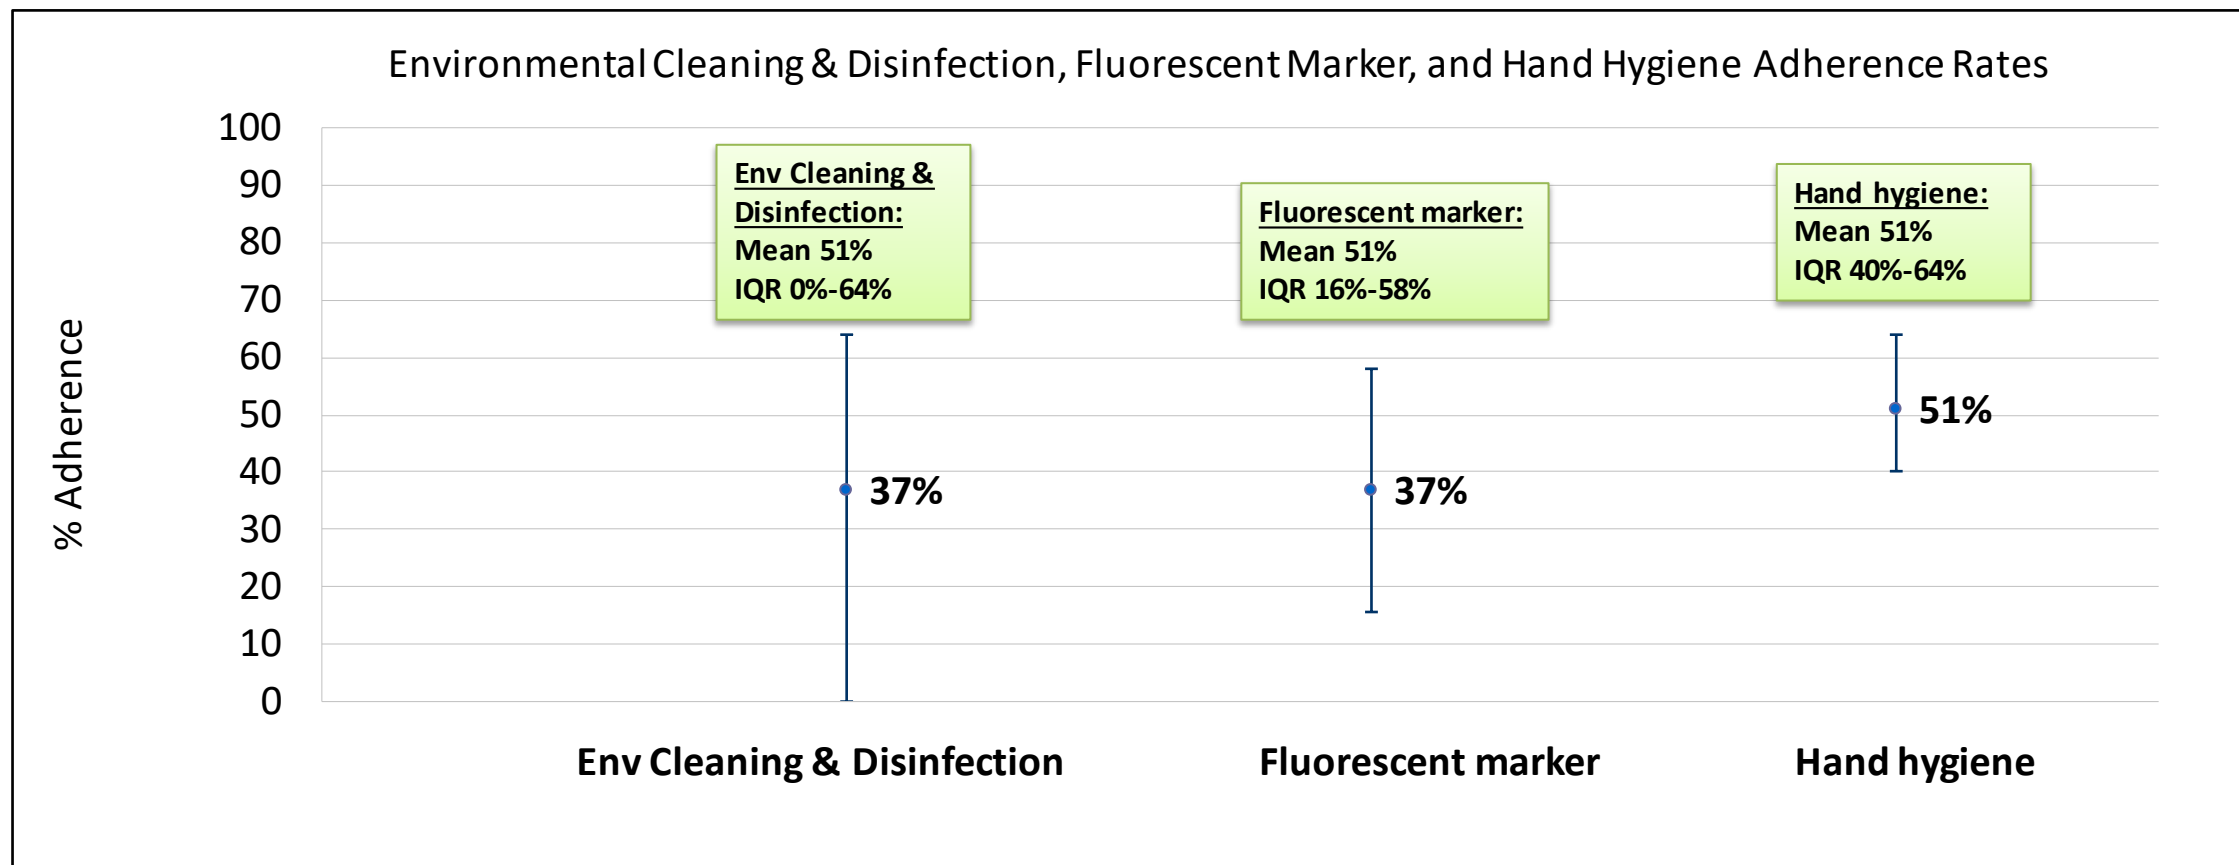 Environmental Cleaning & Disinfection, Fluorescent Marker, and Hand Hygiene Adherence Rates
% Adherence
100
90
80
70
60
50
40
30
20
10
0
Env Cleaning &
Disinfection:
Mean 51%
IQR 0%-64%
Fluorescent marker:
Mean 51%
IQR 16%-58%
Hand hygiene:
Mean 51%
IQR 40%-64%
37%
37%
51%
Env Cleaning & Disinfection
Fluorescent marker
Hand hygiene